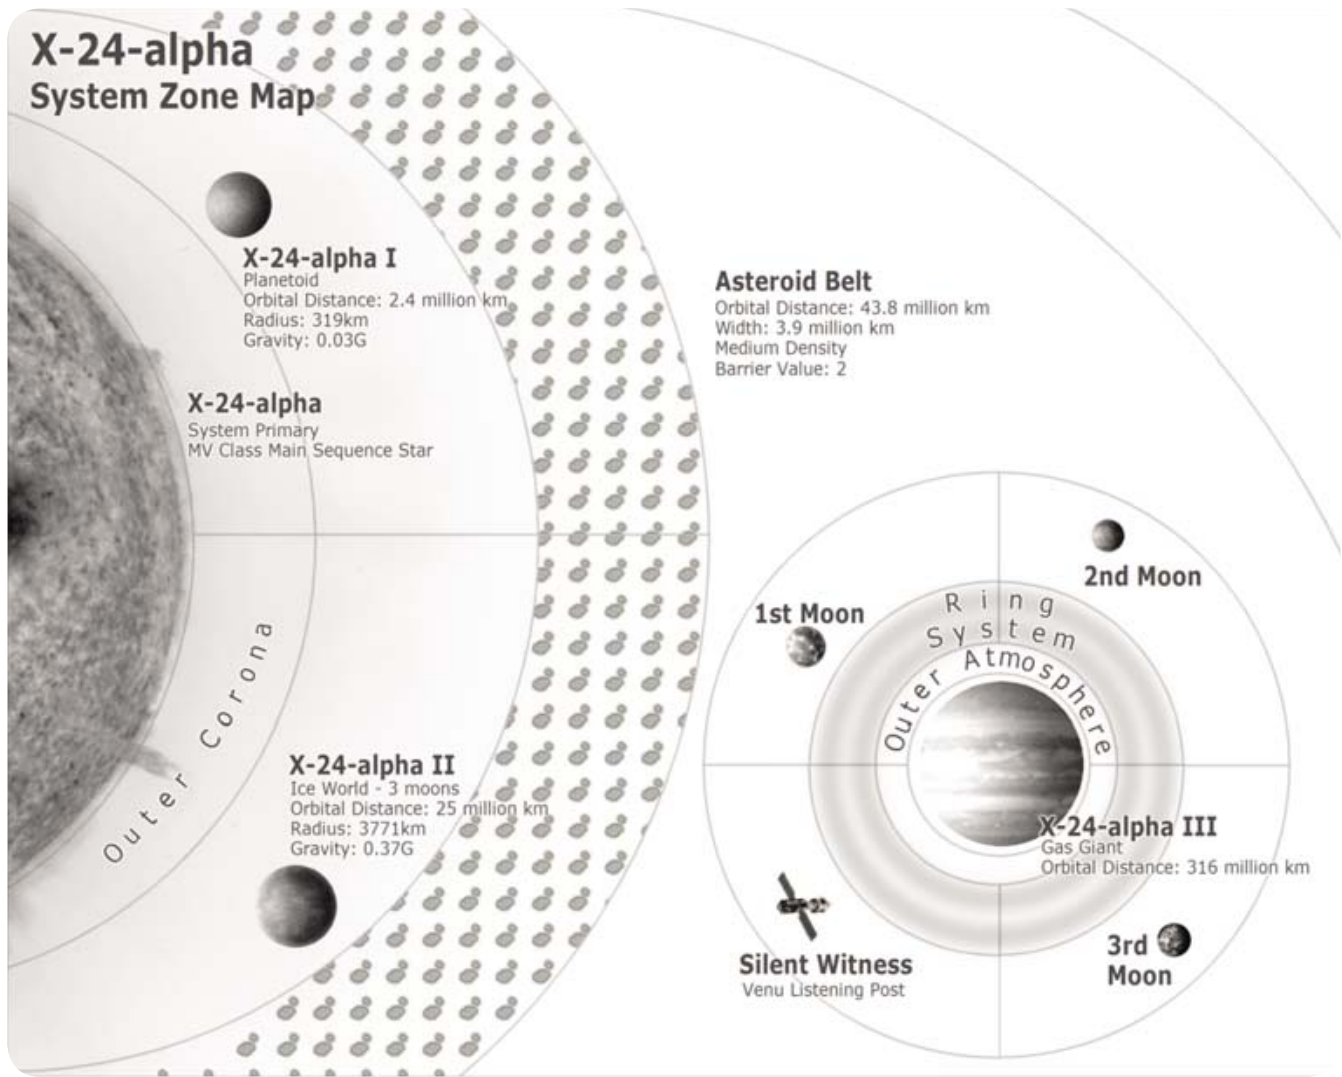 X-24-alpha
System Zone Map
X-24-alpha I
Planetoid
Orbital Distance: 2.4 million km
Radius: 319km
Gravity: 0.03G
X-24-alpha
System Primary
MV Class Main Sequence Star
Outer Corona
X-24-alpha II
Ice World - 3 moons
Orbital Distance: 25 million km
Radius: 3771km
Gravity: 0.37G
Asteroid Belt
Orbital Distance: 43.8 million km
Width: 3.9 million km
Medium Density
Barrier Value: 2
2nd Moon
1st Moon
Ring
System
Outer Atmosphere
X-24-alpha III
Gas Giant
Orbital Distance: 316 million km
Silent Witness
Venu Listening Post
3rd
Moon